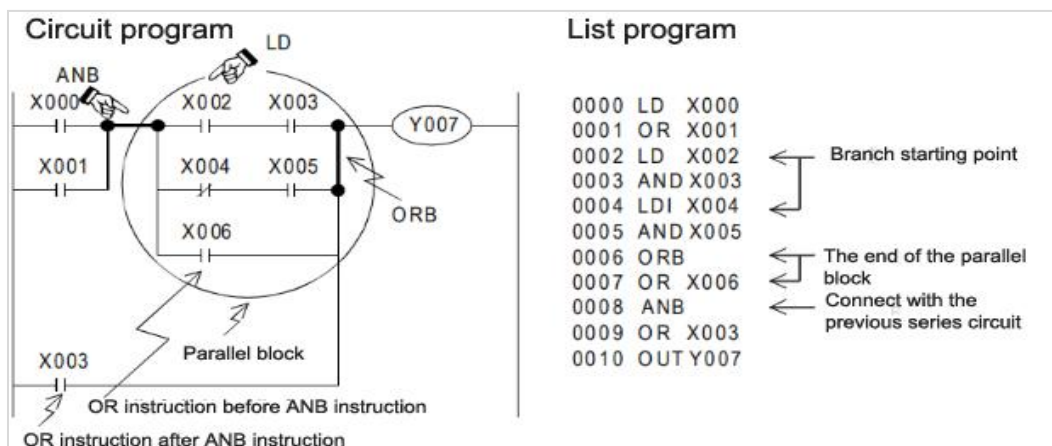 Circuit program
LD
ANB
X000
X002
X003
Y007
X001
X004
X005
ORB
X006
Parallel block
X003
OR instruction before ANB instruction
OR instruction after ANB instruction
List program
0000 LD X000
0001 OR X001
0002 LD X002
Branch starting point
0003 AND X003
0004 LDI X004
0005 AND X005
0006 ORB
The end of the parallel
block
0007 OR X006
0008 ANB
Connect with the
previous series circuit
0009 OR X003
0010 OUT Y007